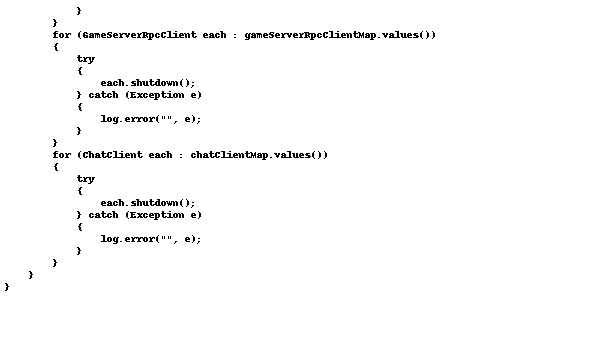 }
}
for (GameServerRpcClient each : gameServerRpcClientMap.values())
{
try
{
each.shutdown();
} catch (Exception e)
{
log.error("", e);
}
}
for (ChatClient each : chatClientMap.values())
{
try
{
each.shutdown();
} catch (Exception e)
{
log.error("", e);
}
}
}
}